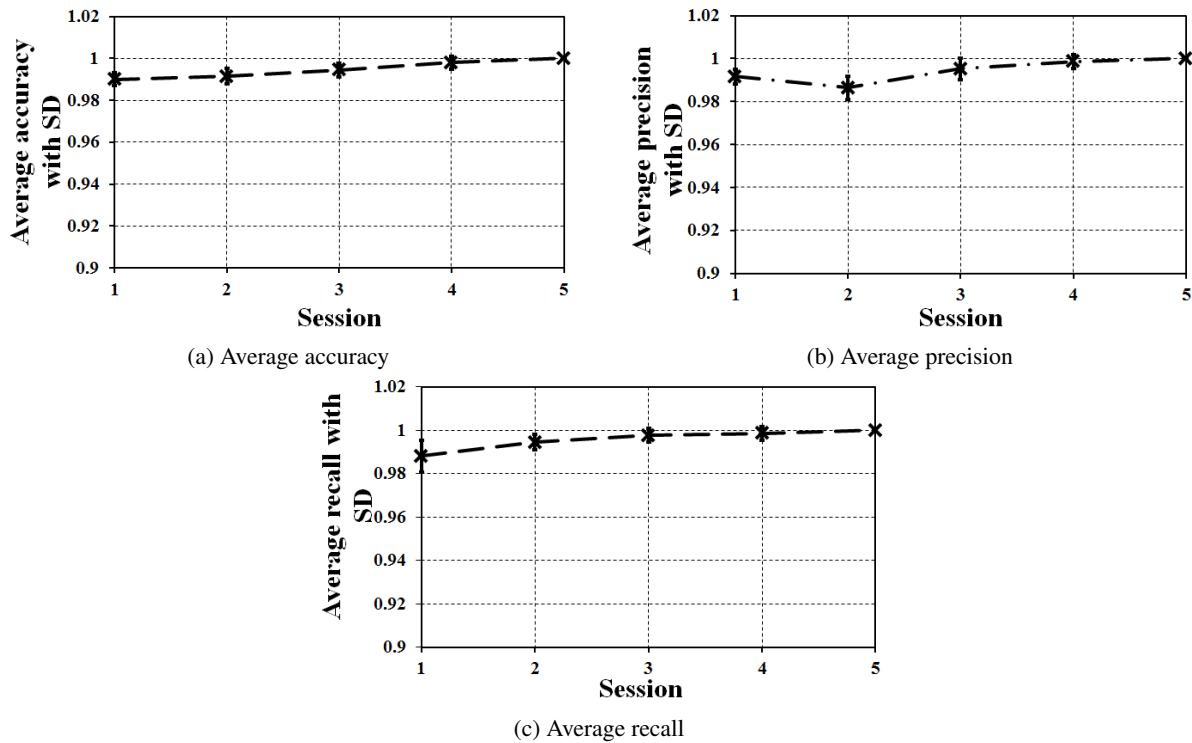 1.02
1
0.98
0.96
0.94
0.92
0.9
Average accuracy
with SD
1 2 3 4 5
Session
(a) Average accuracy
1.02
1
0.98
0.96
0.94
0.92
0.9
Average precision
with SD
1 2 3 4 5
Session
(b) Average precision
1.02
1
0.98
0.96
0.94
0.92
0.9
Average recall with
SD
1 2 3 4 5
Session
(c) Average recall